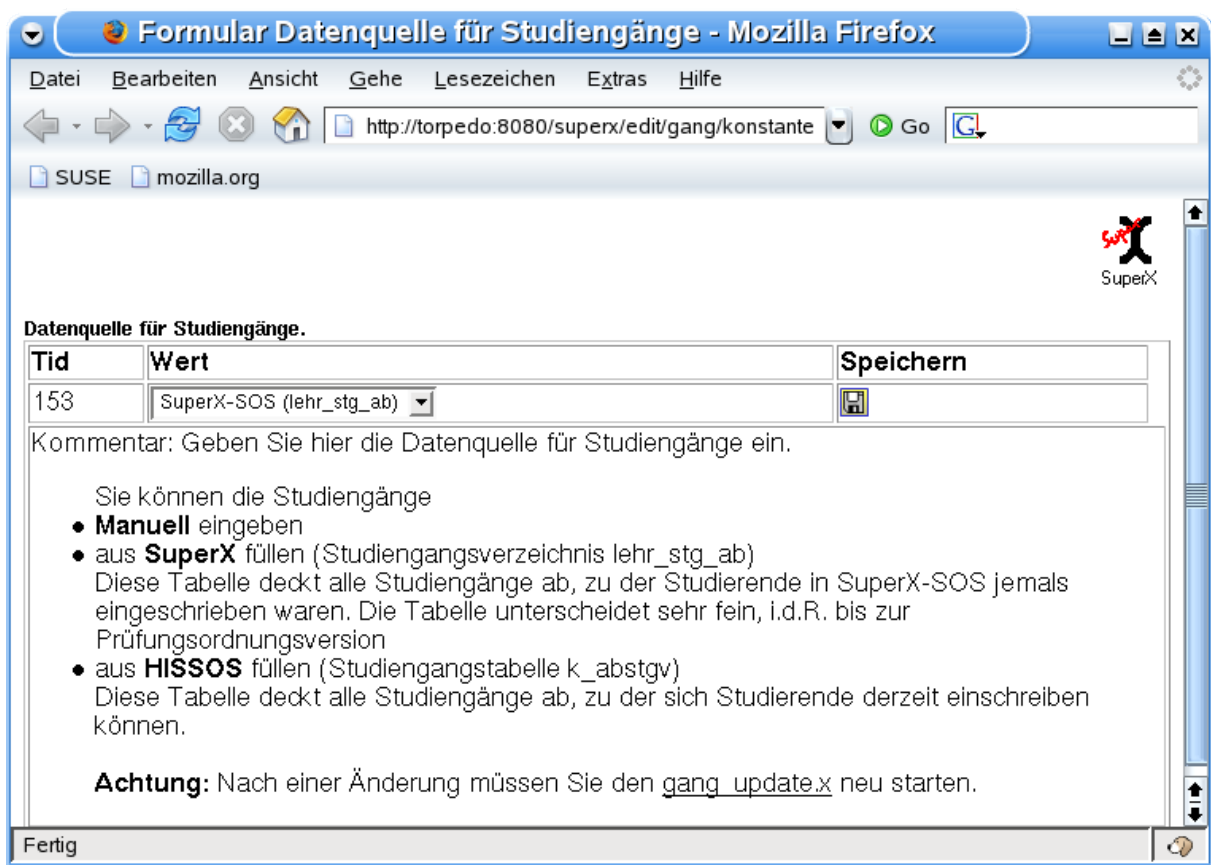 Formular Datenquelle für Studiengänge - Mozilla Firefox
Datei Bearbeiten Ansicht Gehe Lesezeichen Extras Hilfe
http://torpedo:8080/superx/edit/gang/konstante Go G
SUSE mozilla.org
SuperX
SuperX
Datenquelle für Studiengänge.
Tid Wert Speichern
153 SuperX-SOS (lehr_stg_ab)
Kommentar: Geben Sie hier die Datenquelle für Studiengänge ein.
Sie können die Studiengänge
● Manuell eingeben
● aus SuperX füllen (Studiengangsverzeichnis lehr_stg_ab)
Diese Tabelle deckt alle Studiengänge ab, zu der Studierende in SuperX-SOS jemals
eingeschrieben waren. Die Tabelle unterscheidet sehr fein, i.d.R. bis zur
Prüfungsordnungsversion
● aus HISSOS füllen (Studiengangstabelle k_abstgv)
Diese Tabelle deckt alle Studiengänge ab, zu der sich Studierende derzeit einschreiben
können.
Achtung: Nach einer Änderung müssen Sie den gang_update.x neu starten.
Fertig